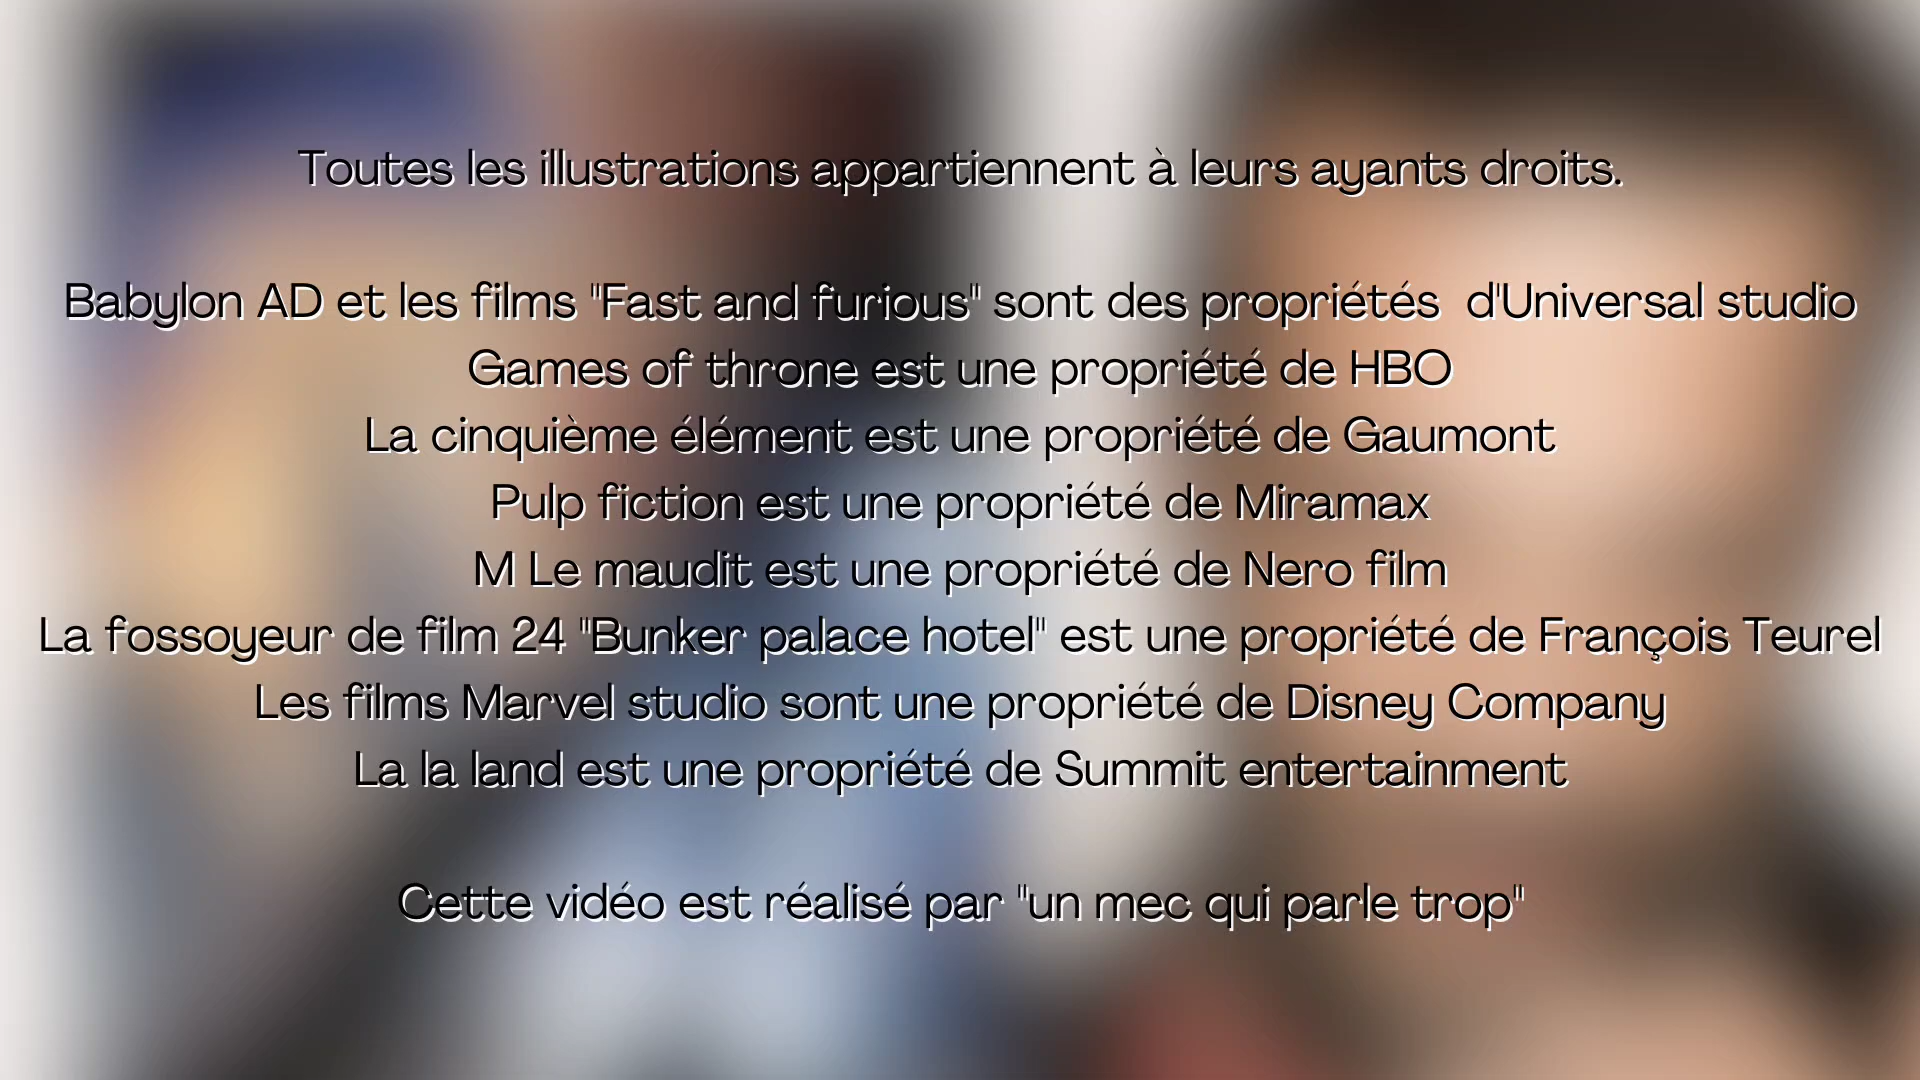 Toutes les illustrations appartiennent à leurs ayants droits.
Babylon AD et les films "Fast and furious" sont des propriétés  d'Universal studio
Games of throne est une propriété de HBO
La cinquième élément est une propriété de Gaumont
Pulp fiction est une propriété de Miramax
M Le maudit est une propriété de Nero film
La fossoyeur de film 24 "Bunker palace hotel" est une propriété de François Teurel
Les films Marvel studio sont une propriété de Disney Company
La la land est une propriété de Summit entertainment
Cette vidéo est réalisé par "un mec qui parle trop"